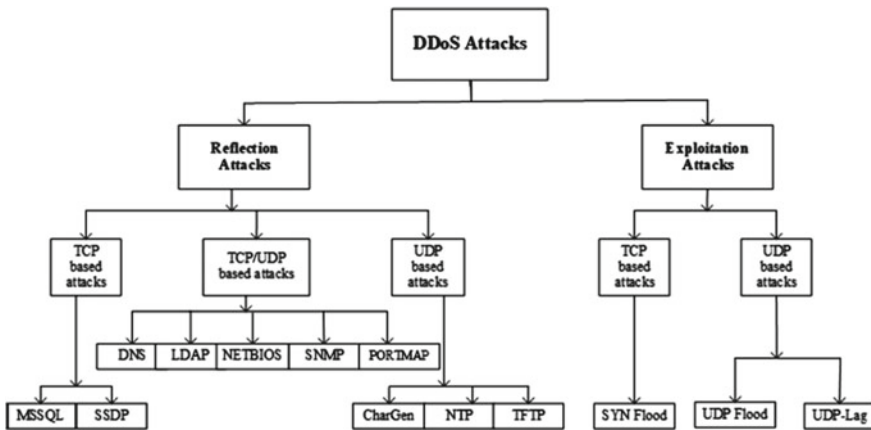 DDoS Attacks
Reflection
Attacks
Exploitation
Attacks
TCP
based
attacks
TCP/UDP
based attacks
UDP
based
attacks
TCP
based
attacks
UDP
based
attacks
DNS
LDAP
NETBIOS
SNMP
PORTMAP
MSSQL
SSDP
CharGen
NTP
TFTP
SYN Flood
UDP Flood
UDP-Lag